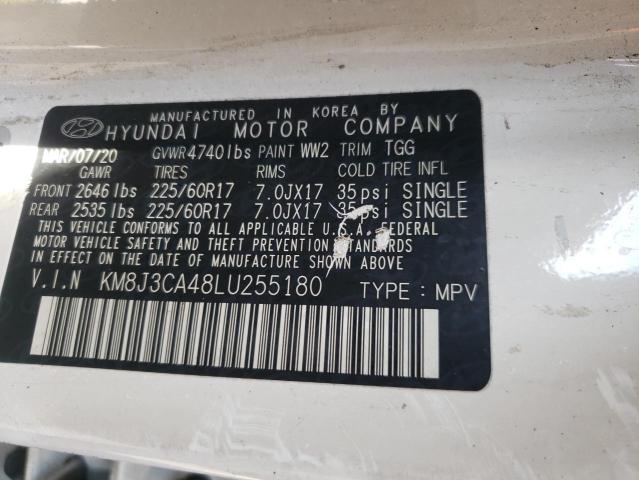 MANUFACTURED IN KOREA BY
HYUNDAI MOTOR COMPANY
MAR/07/20 GVWR4740lbs PAINT WW2 TRIM TGG
GAWR TIRES RIMS COLD TIRE INFL
FRONT 2646lbs 225/60R17 7.0JX17 35psi SINGLE
REAR 2535lbs 225/60R17 7.0JX17 35psi SINGLE
THIS VEHICLE CONFORMS TO ALL APPLICABLE U.S.A. FEDERAL
MOTOR VEHICLE SAFETY AND THEFT PREVENTION STANDARDS
IN EFFECT ON THE DATE OF MANUFACTURE SHOWN ABOVE
V.I.N KM8J3CA48LU255180 TYPE : MPV